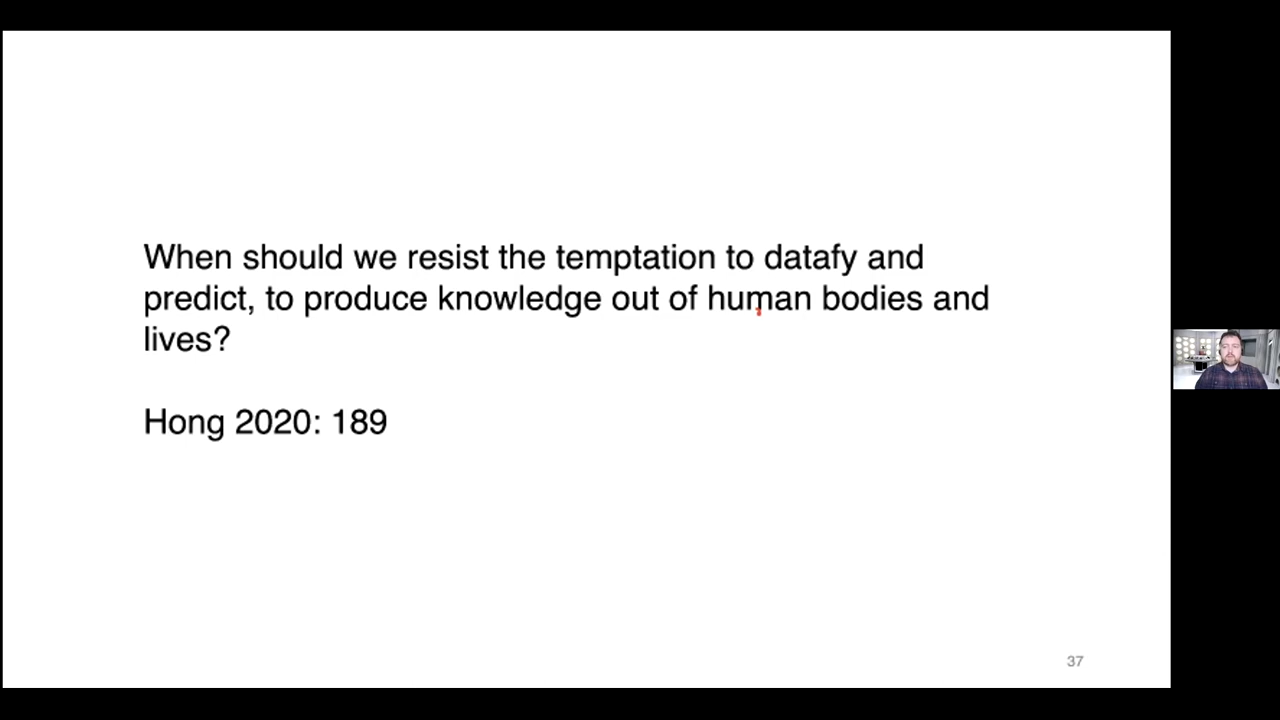 When should we resist the temptation to datafy and
predict, to produce knowledge out of human bodies and
lives?
Hong 2020: 189
37